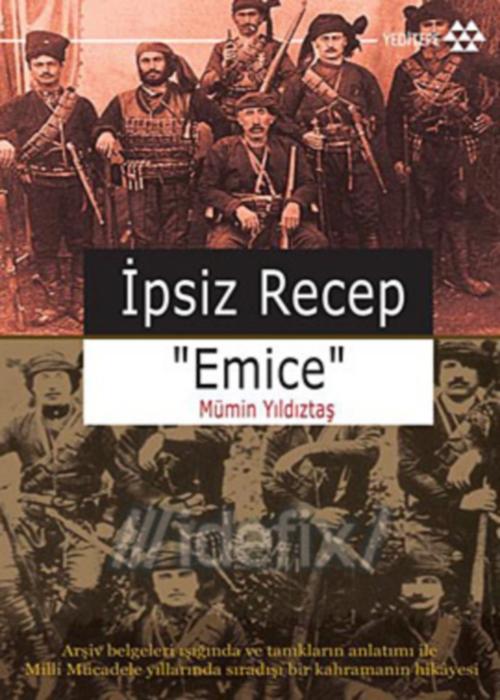 YEDİTEPE
İpsiz Recep
"Emice"
Mümin Yıldıztaş
idefix
Arşiv belgeleri ışığında ve tanıkların anlatımı ile
Milli Mücadele yıllarında sıradışı bir kahramanın hikâyesi